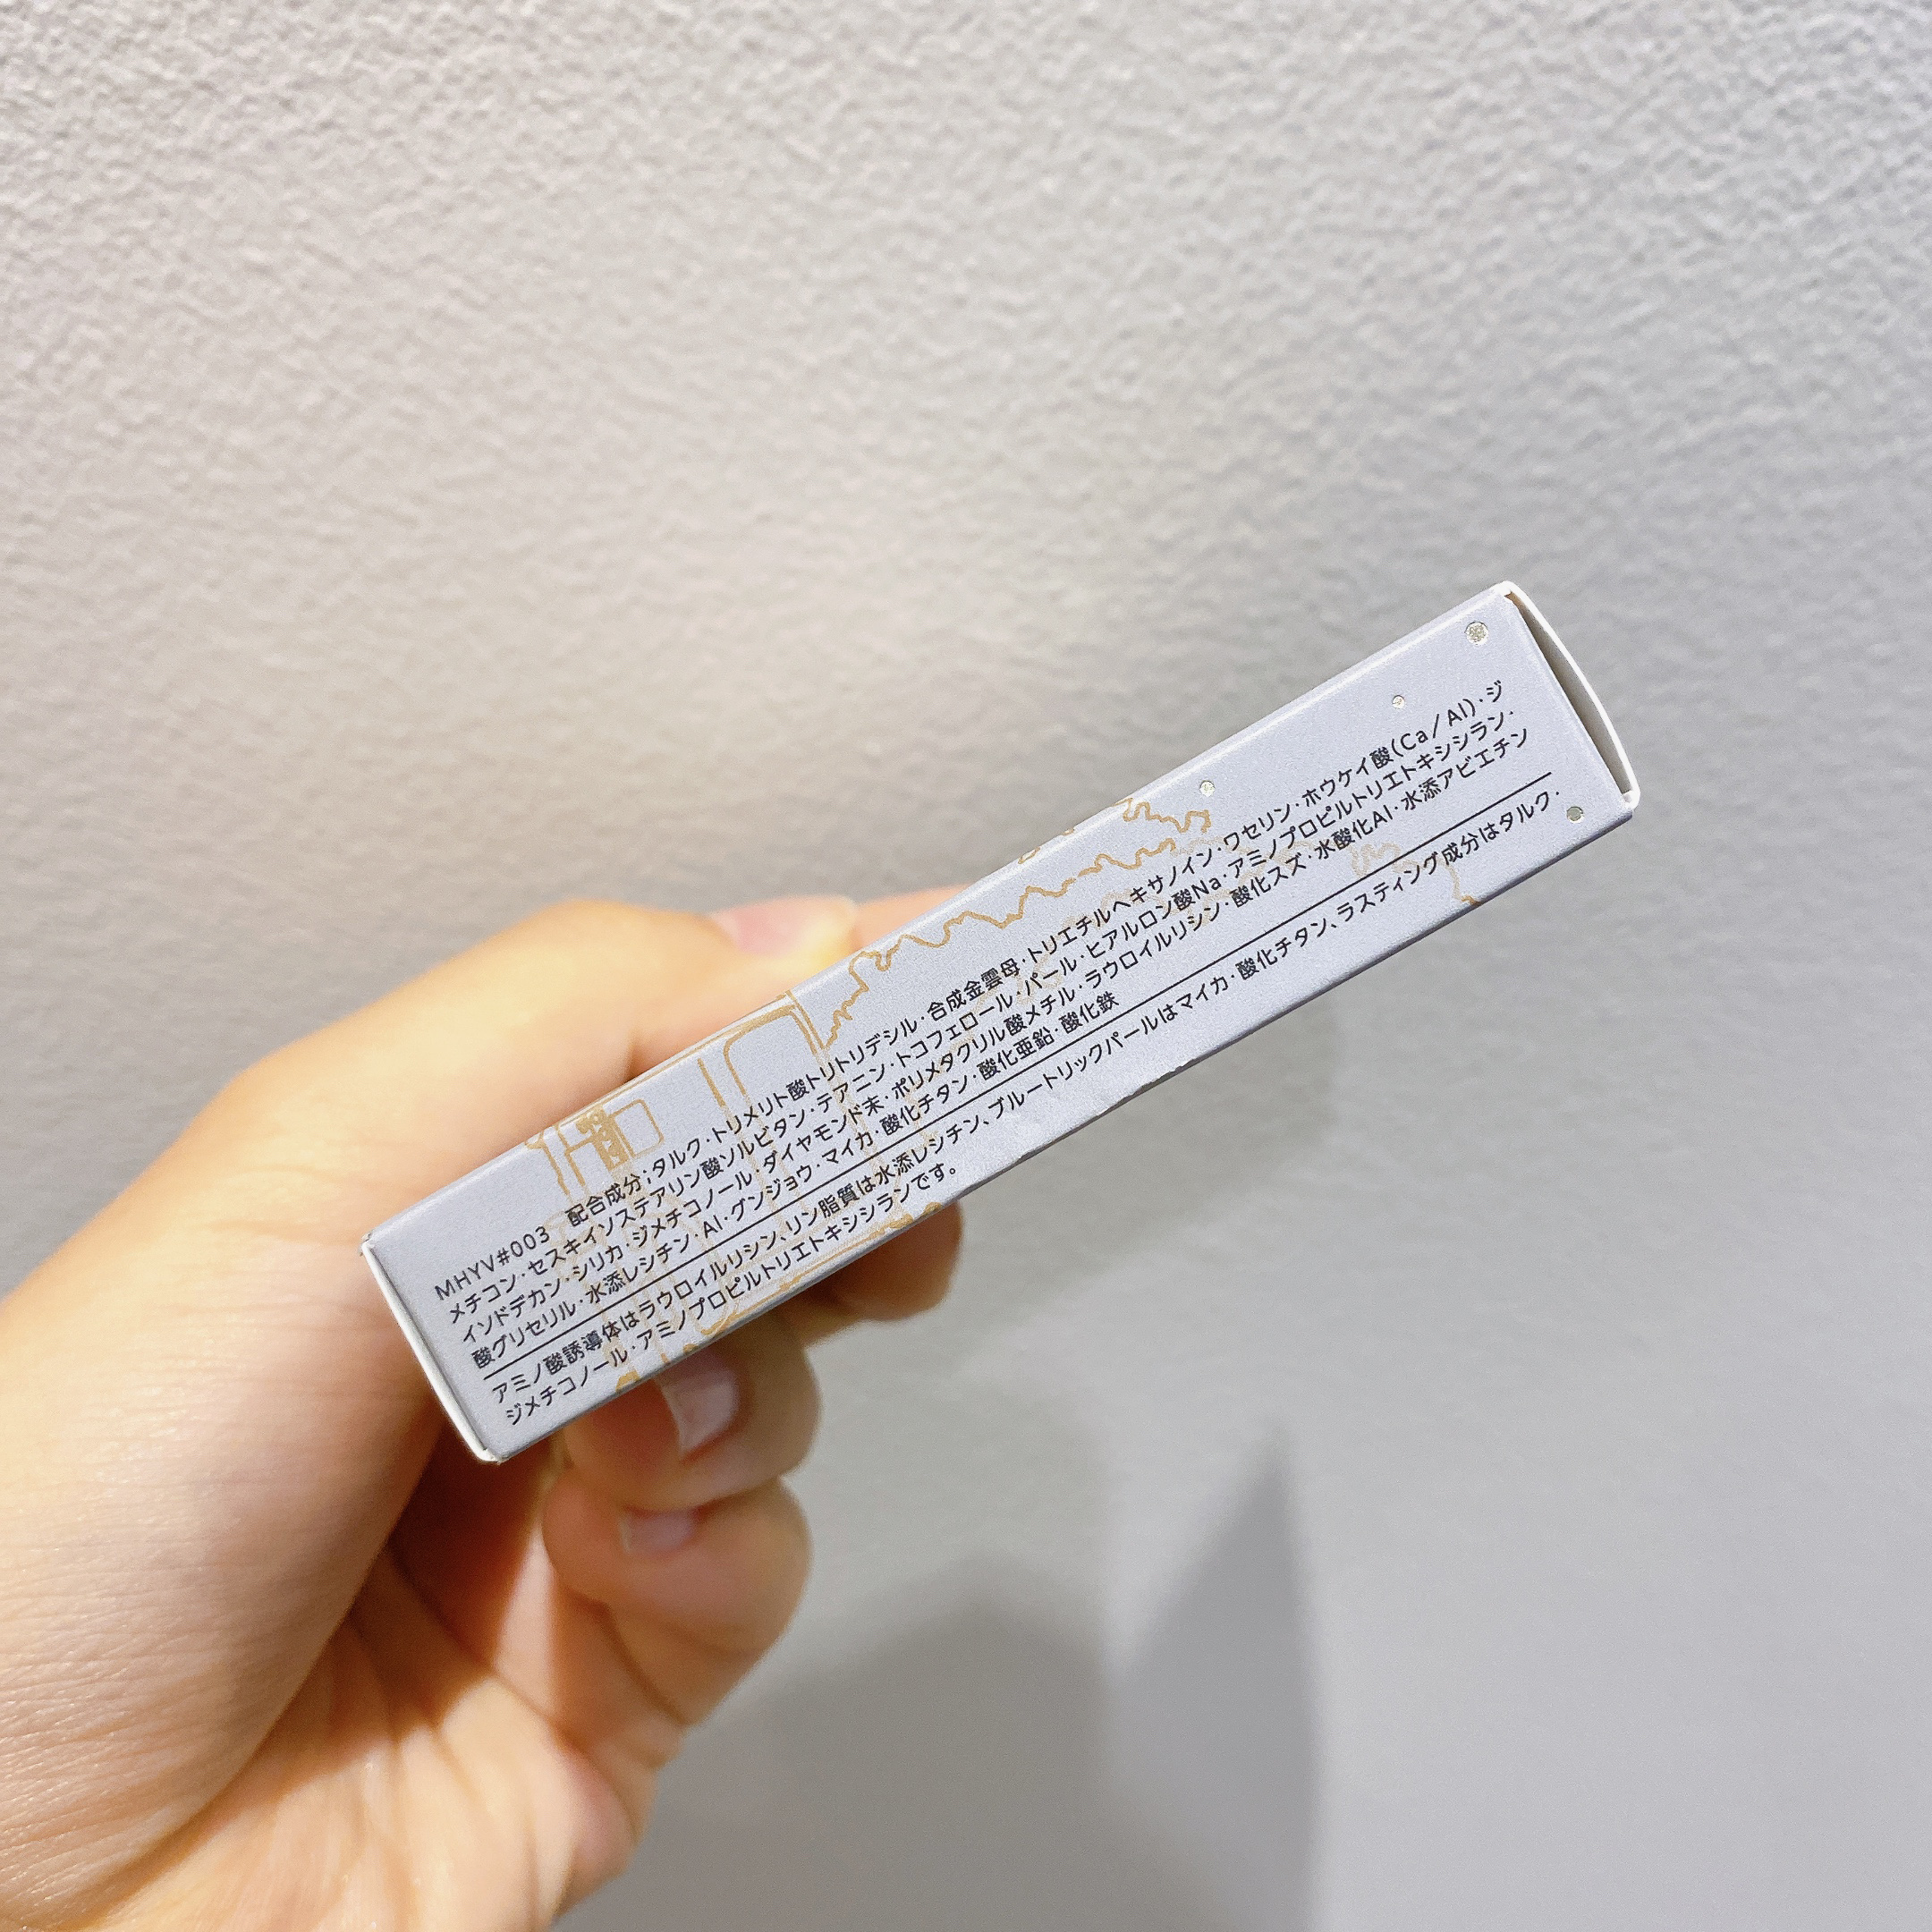 MHYV#003　配合成分；タルク・トリメリト酸トリトリデシル・合成金雲母・トリエチルヘキサノイン・ワセリン・ホウケイ酸（Ca／Al）・ジ
メチコン・セスキイソステアリン酸ソルビタン・テアニン・トコフェロール・パール・ヒアルロン酸Na・アミノプロピルトリエトキシシラン・
イソドデカン・シリカ・ジメチコノール・ダイヤモンド末・ポリメタクリル酸メチル・ラウロイルリシン・酸化スズ・水酸化Al・水添アビエチン
酸グリセリル・水添レシチン・Al・グンジョウ・マイカ・酸化チタン・酸化亜鉛・酸化鉄
アミノ酸誘導体はラウロイルリシン、リン脂質は水添レシチン、ブルートリックパールはマイカ・酸化チタン、ラスティング成分はタルク・
ジメチコノール・アミノプロピルトリエトキシシランです。